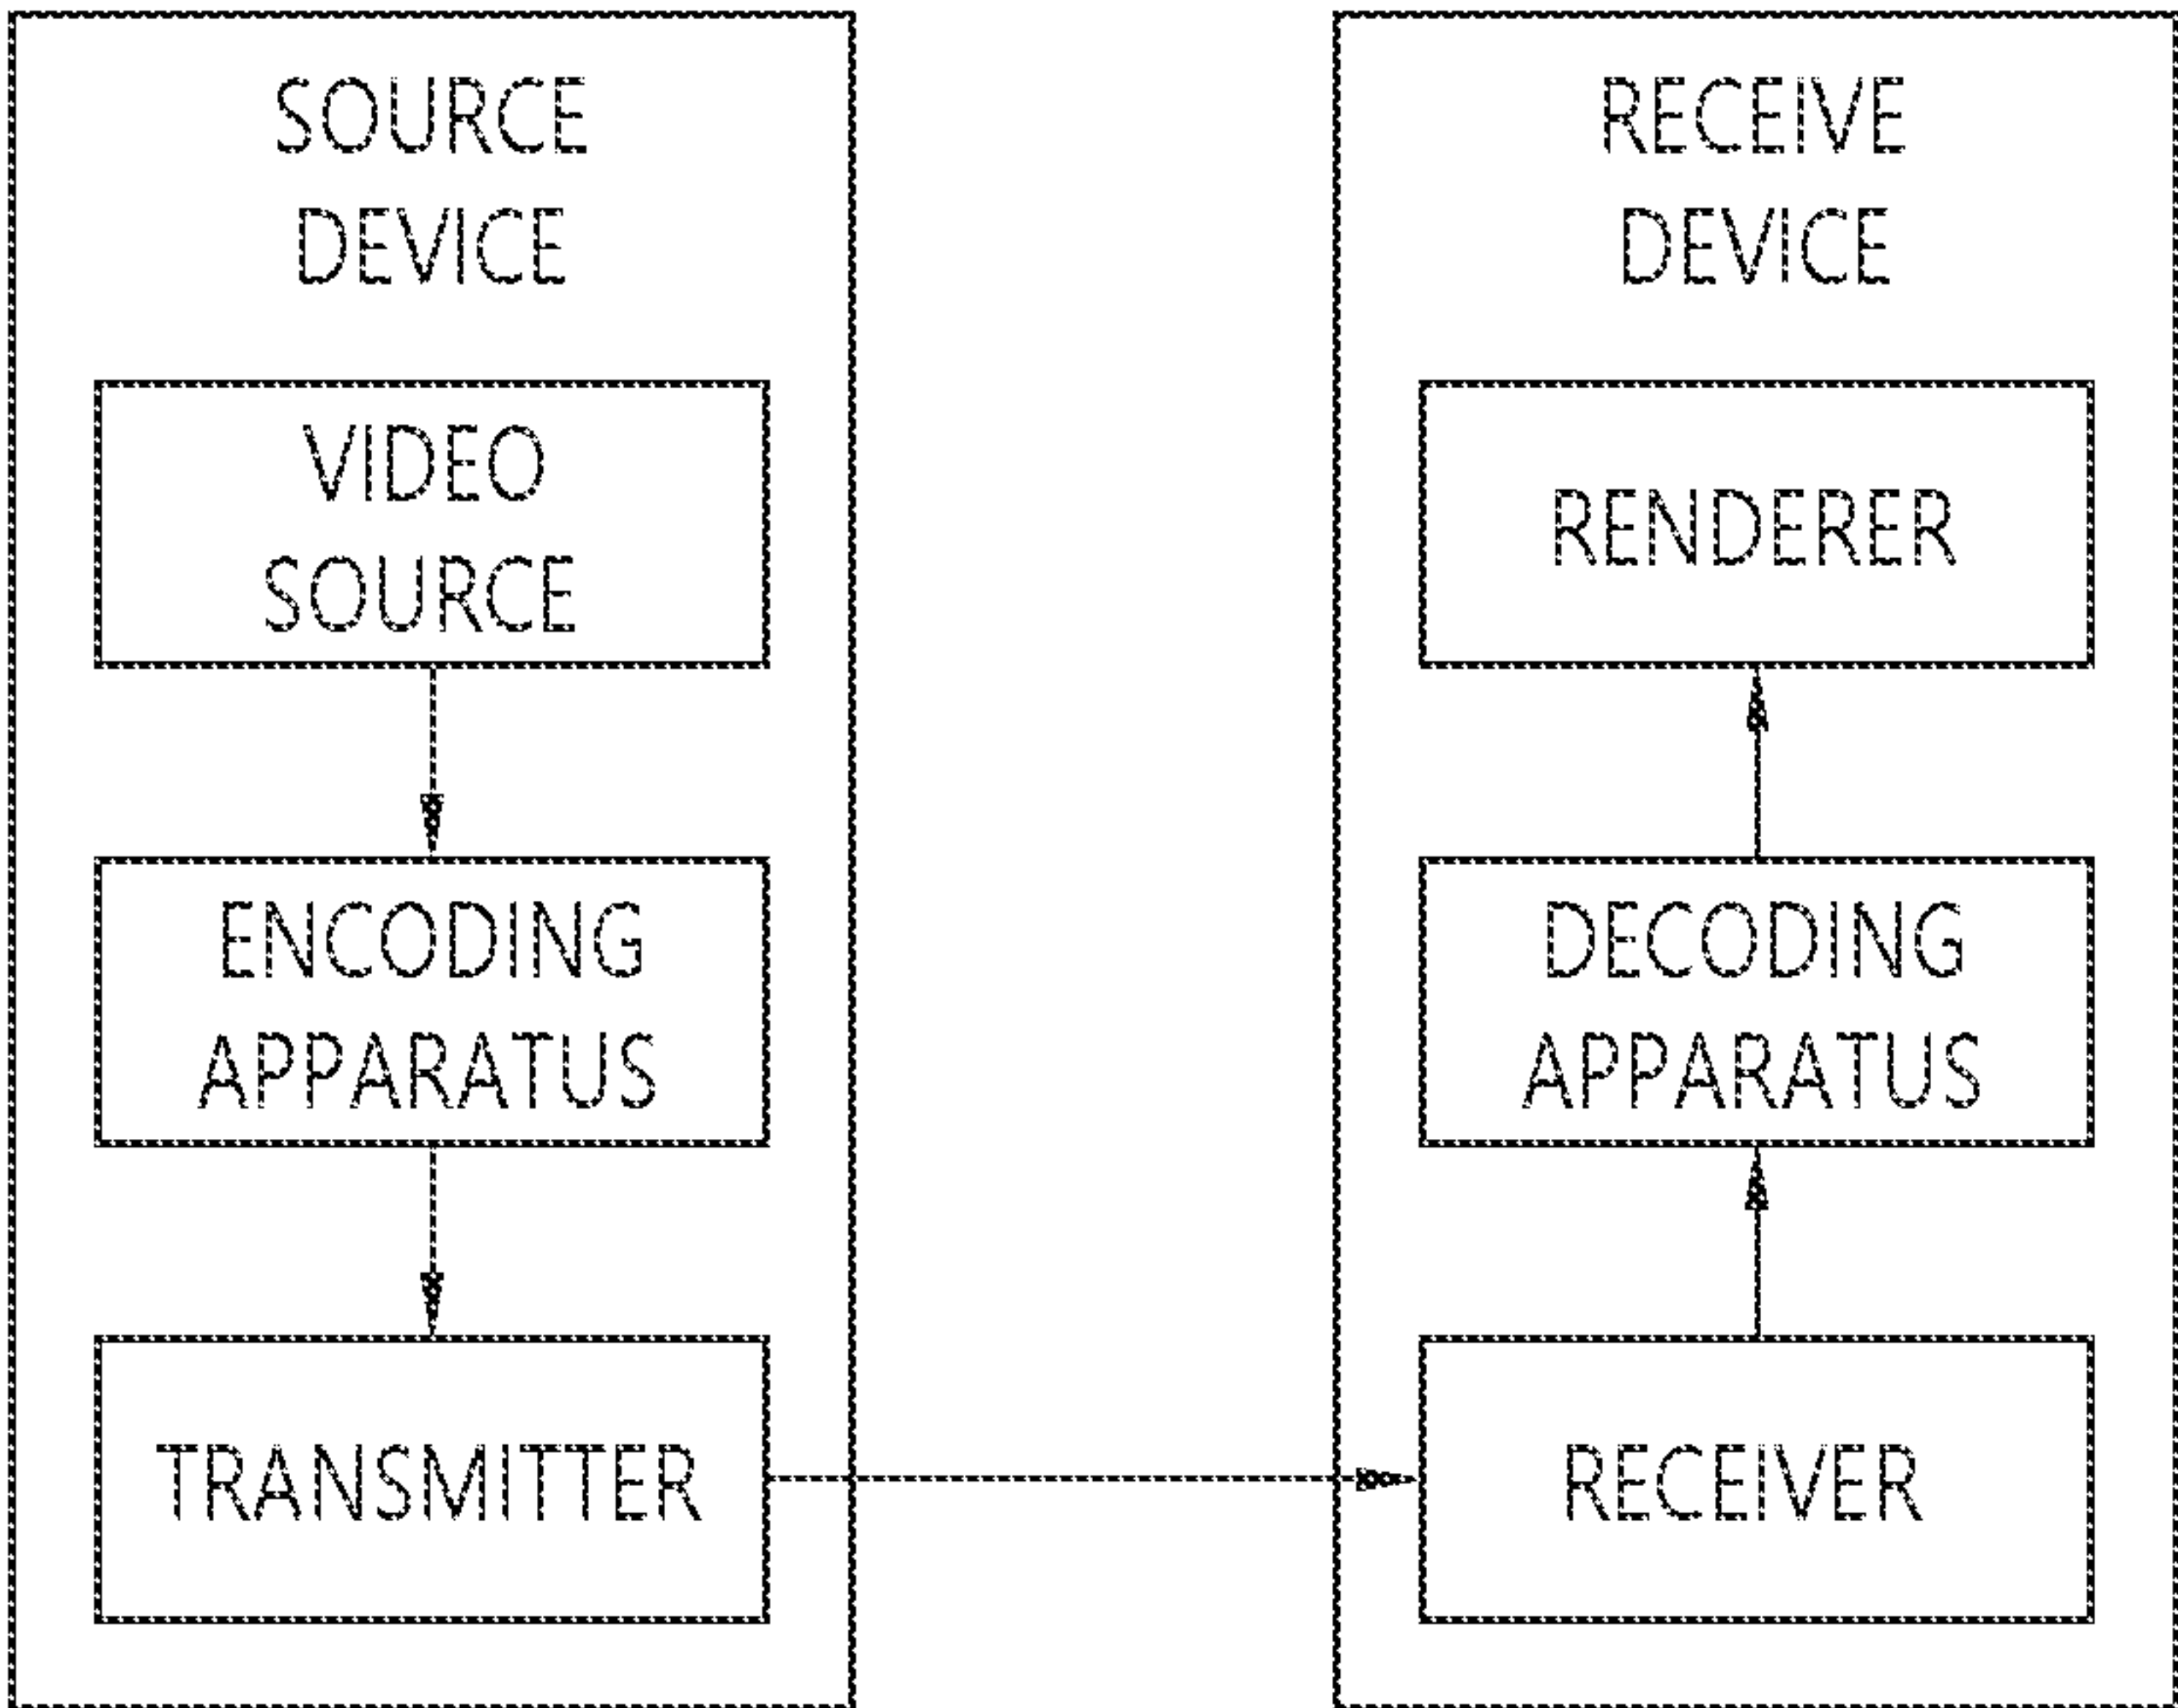 SOURCE
DEVICE
VIDEO
SOURCE
ENCODING
APPARATUS
TRANSMITTER
RECEIVE
DEVICE
RENDERER
DECODING
APPARATUS
RECEIVER